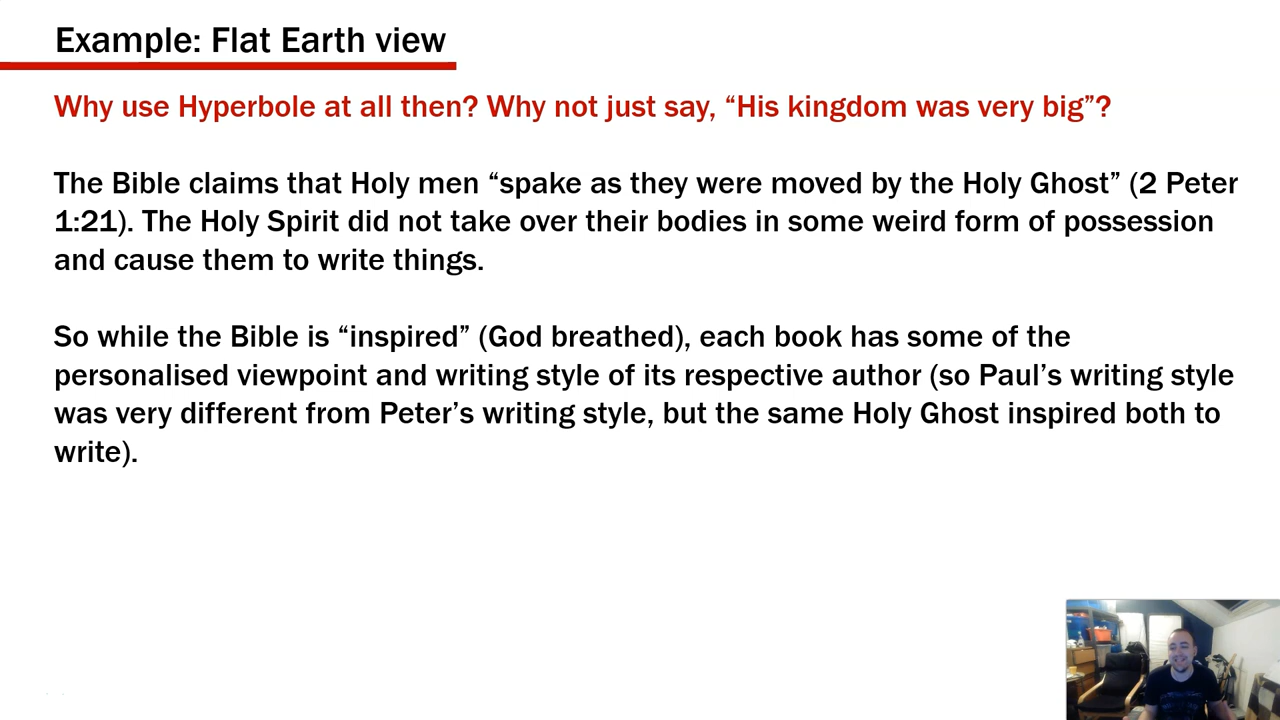 Example: Flat Earth view
Why use Hyperbole at all then? Why not just say, “His kingdom was very big”?
The Bible claims that Holy men “spake as they were moved by the Holy Ghost” (2 Peter
1:21). The Holy Spirit did not take over their bodies in some weird form of possession
and cause them to write things.
So while the Bible is “inspired” (God breathed), each book has some of the
personalised viewpoint and writing style of its respective author (so Paul’s writing style
was very different from Peter’s writing style, but the same Holy Ghost inspired both to
write).